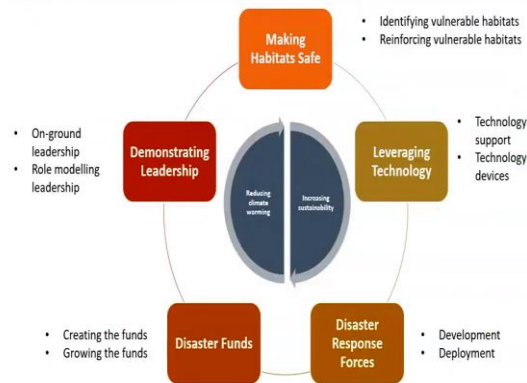 Making
Habitats Safe
• Identifying vulnerable habitats
• Reinforcing vulnerable habitats
Leveraging
Technology
• Technology
support
• Technology
devices
Disaster
Response
Forces
• Development
• Deployment
Disaster Funds
• Creating the funds
• Growing the funds
Demonstrating
Leadership
• On-ground
leadership
• Role modelling
leadership
Reducing
climate
worming
Increasing
sustainability